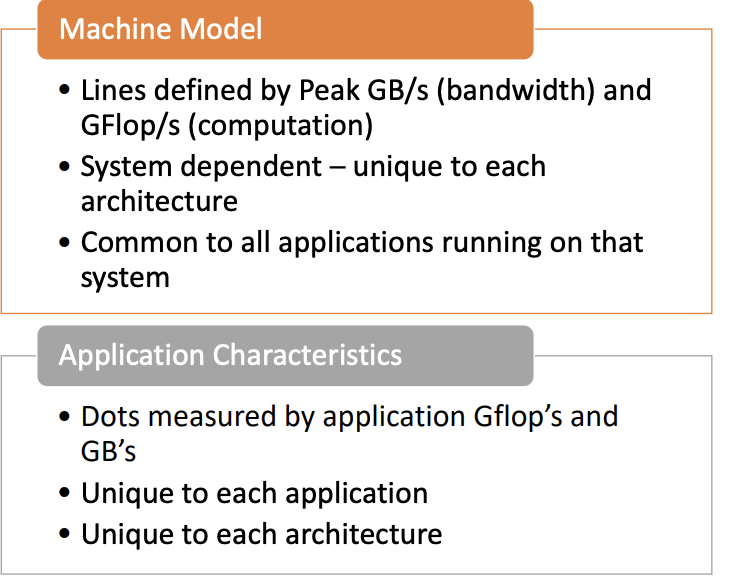 Machine Model
• Lines defined by Peak GB/s (bandwidth) and
GFlop/s (computation)
• System dependent – unique to each
architecture
• Common to all applications running on that
system
Application Characteristics
• Dots measured by application Gflop’s and
GB’s
• Unique to each application
• Unique to each architecture